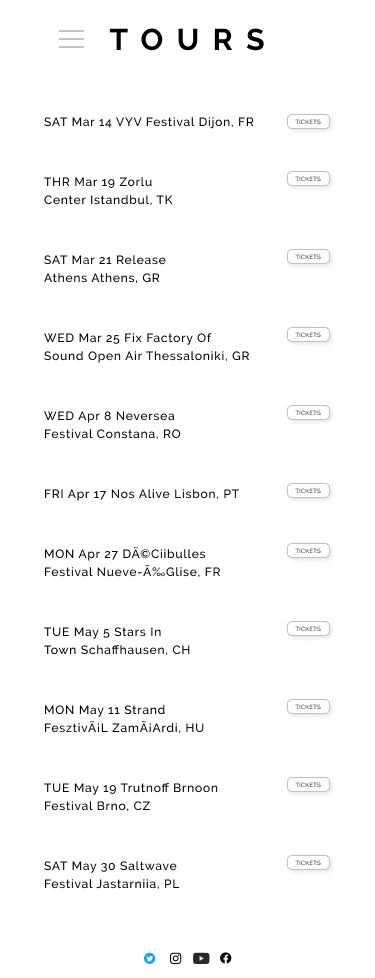 TOURS
SAT Mar 14 VYV Festival Dijon, FR
TICKETS
THR Mar 19 Zorlu
Center Istandbul, TK
TICKETS
SAT Mar 21 Release
Athens Athens, GR
TICKETS
WED Mar 25 Fix Factory Of
Sound Open Air Thessaloniki, GR
TICKETS
WED Apr 8 Neversea
Festival Constana, RO
TICKETS
FRI Apr 17 Nos Alive Lisbon, PT
TICKETS
MON Apr 27 DÃ©Ciibulles
Festival Nueve-Ã‰Glise, FR
TICKETS
TUE May 5 Stars In
Town Schaffhausen, CH
TICKETS
MON May 11 Strand
FesztivÃiL ZamÃiArdi, HU
TICKETS
TUE May 19 Trutnoff Brnoon
Festival Brno, CZ
TICKETS
SAT May 30 Saltwave
Festival Jastarniia, PL
TICKETS